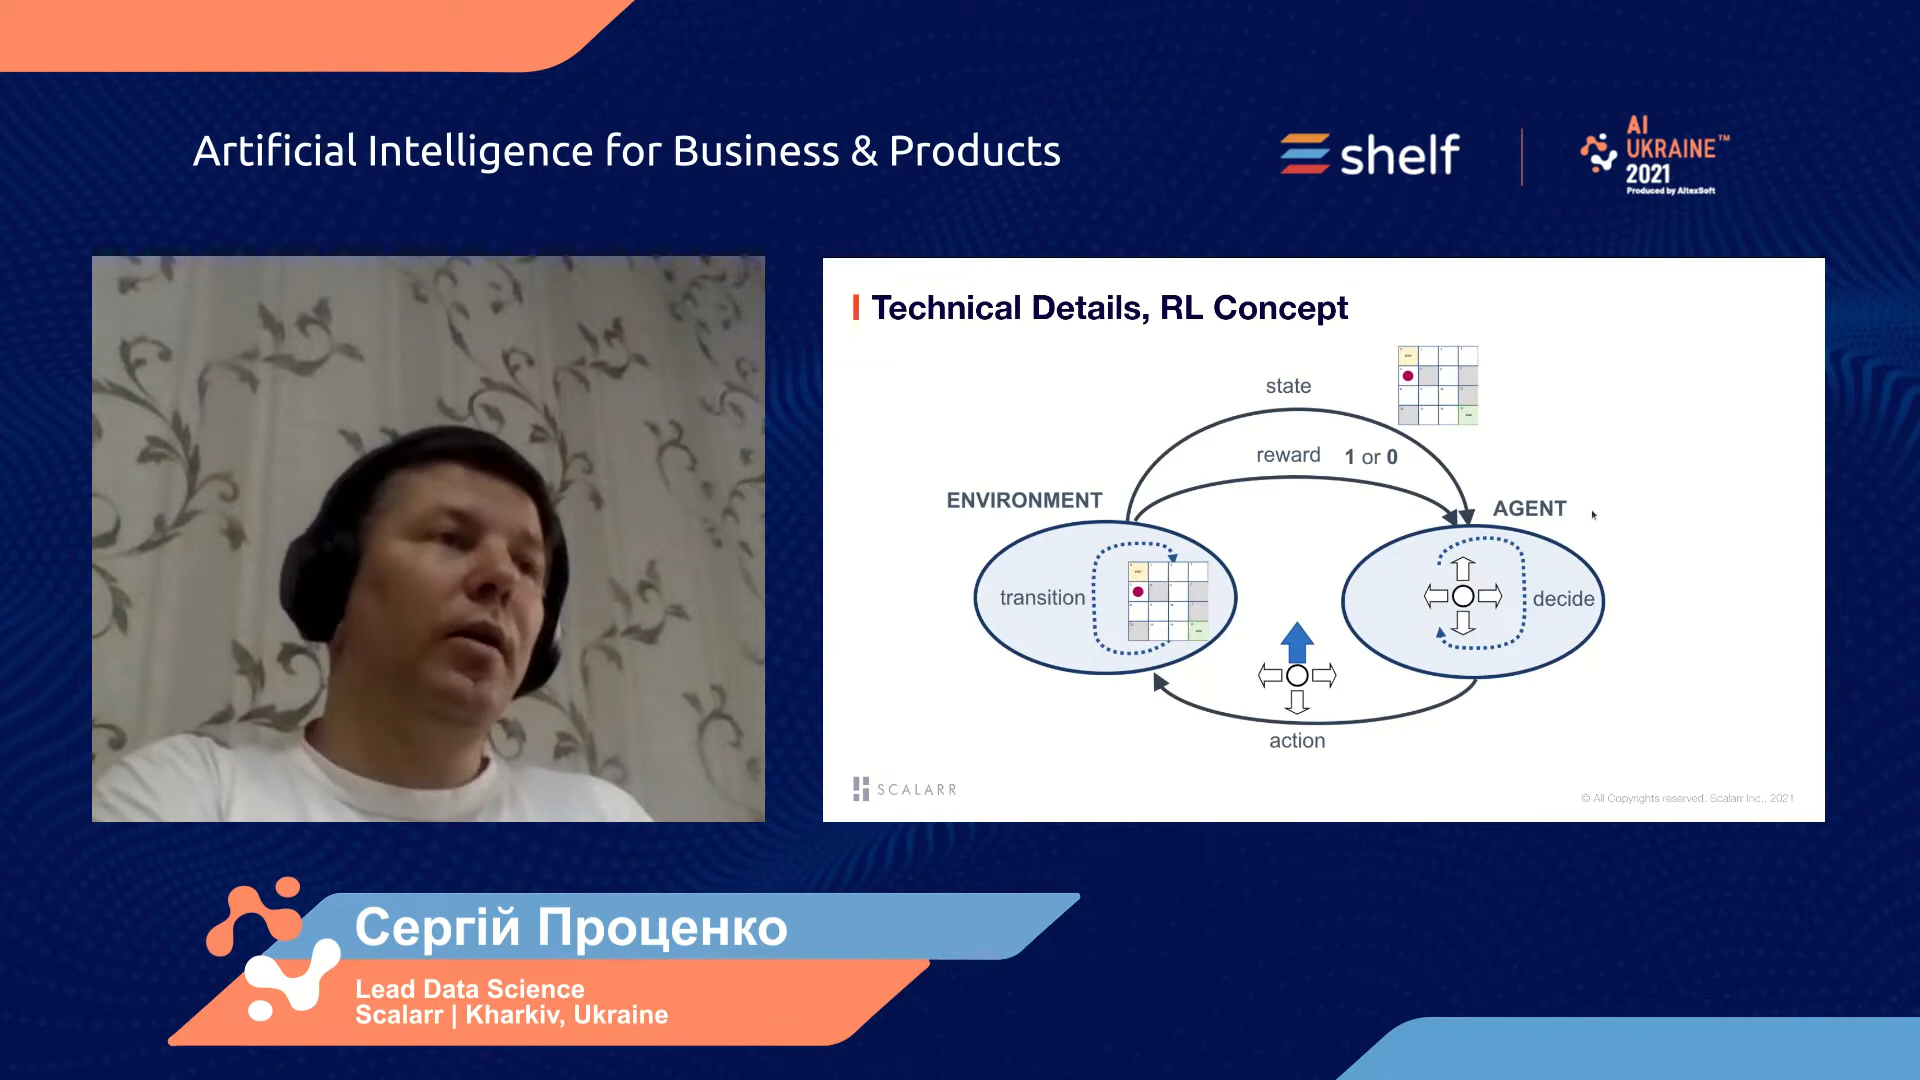 Artificial Intelligence for Business & Products
shelf
AI
UKRAINE™
2021
Produced by AltexSoft
Technical Details, RL Concept
state
reward 1 or 0
ENVIRONMENT
AGENT
transition
decide
action
SCALARR
© All Copyrights reserved. Scalarr Inc., 2021
Сергій Проценко
Lead Data Science
Scalarr | Kharkiv, Ukraine